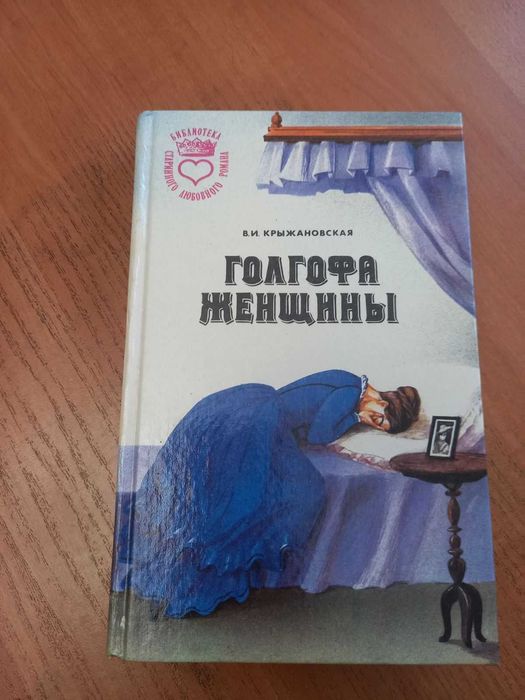 БИБЛИОТЕКА
СТАРИННОГО ЛЮБОВНОГО РОМАНА
В.И. КРЫЖАНОВСКАЯ
ГОЛГОФА
ЖЕНЩИНЫ